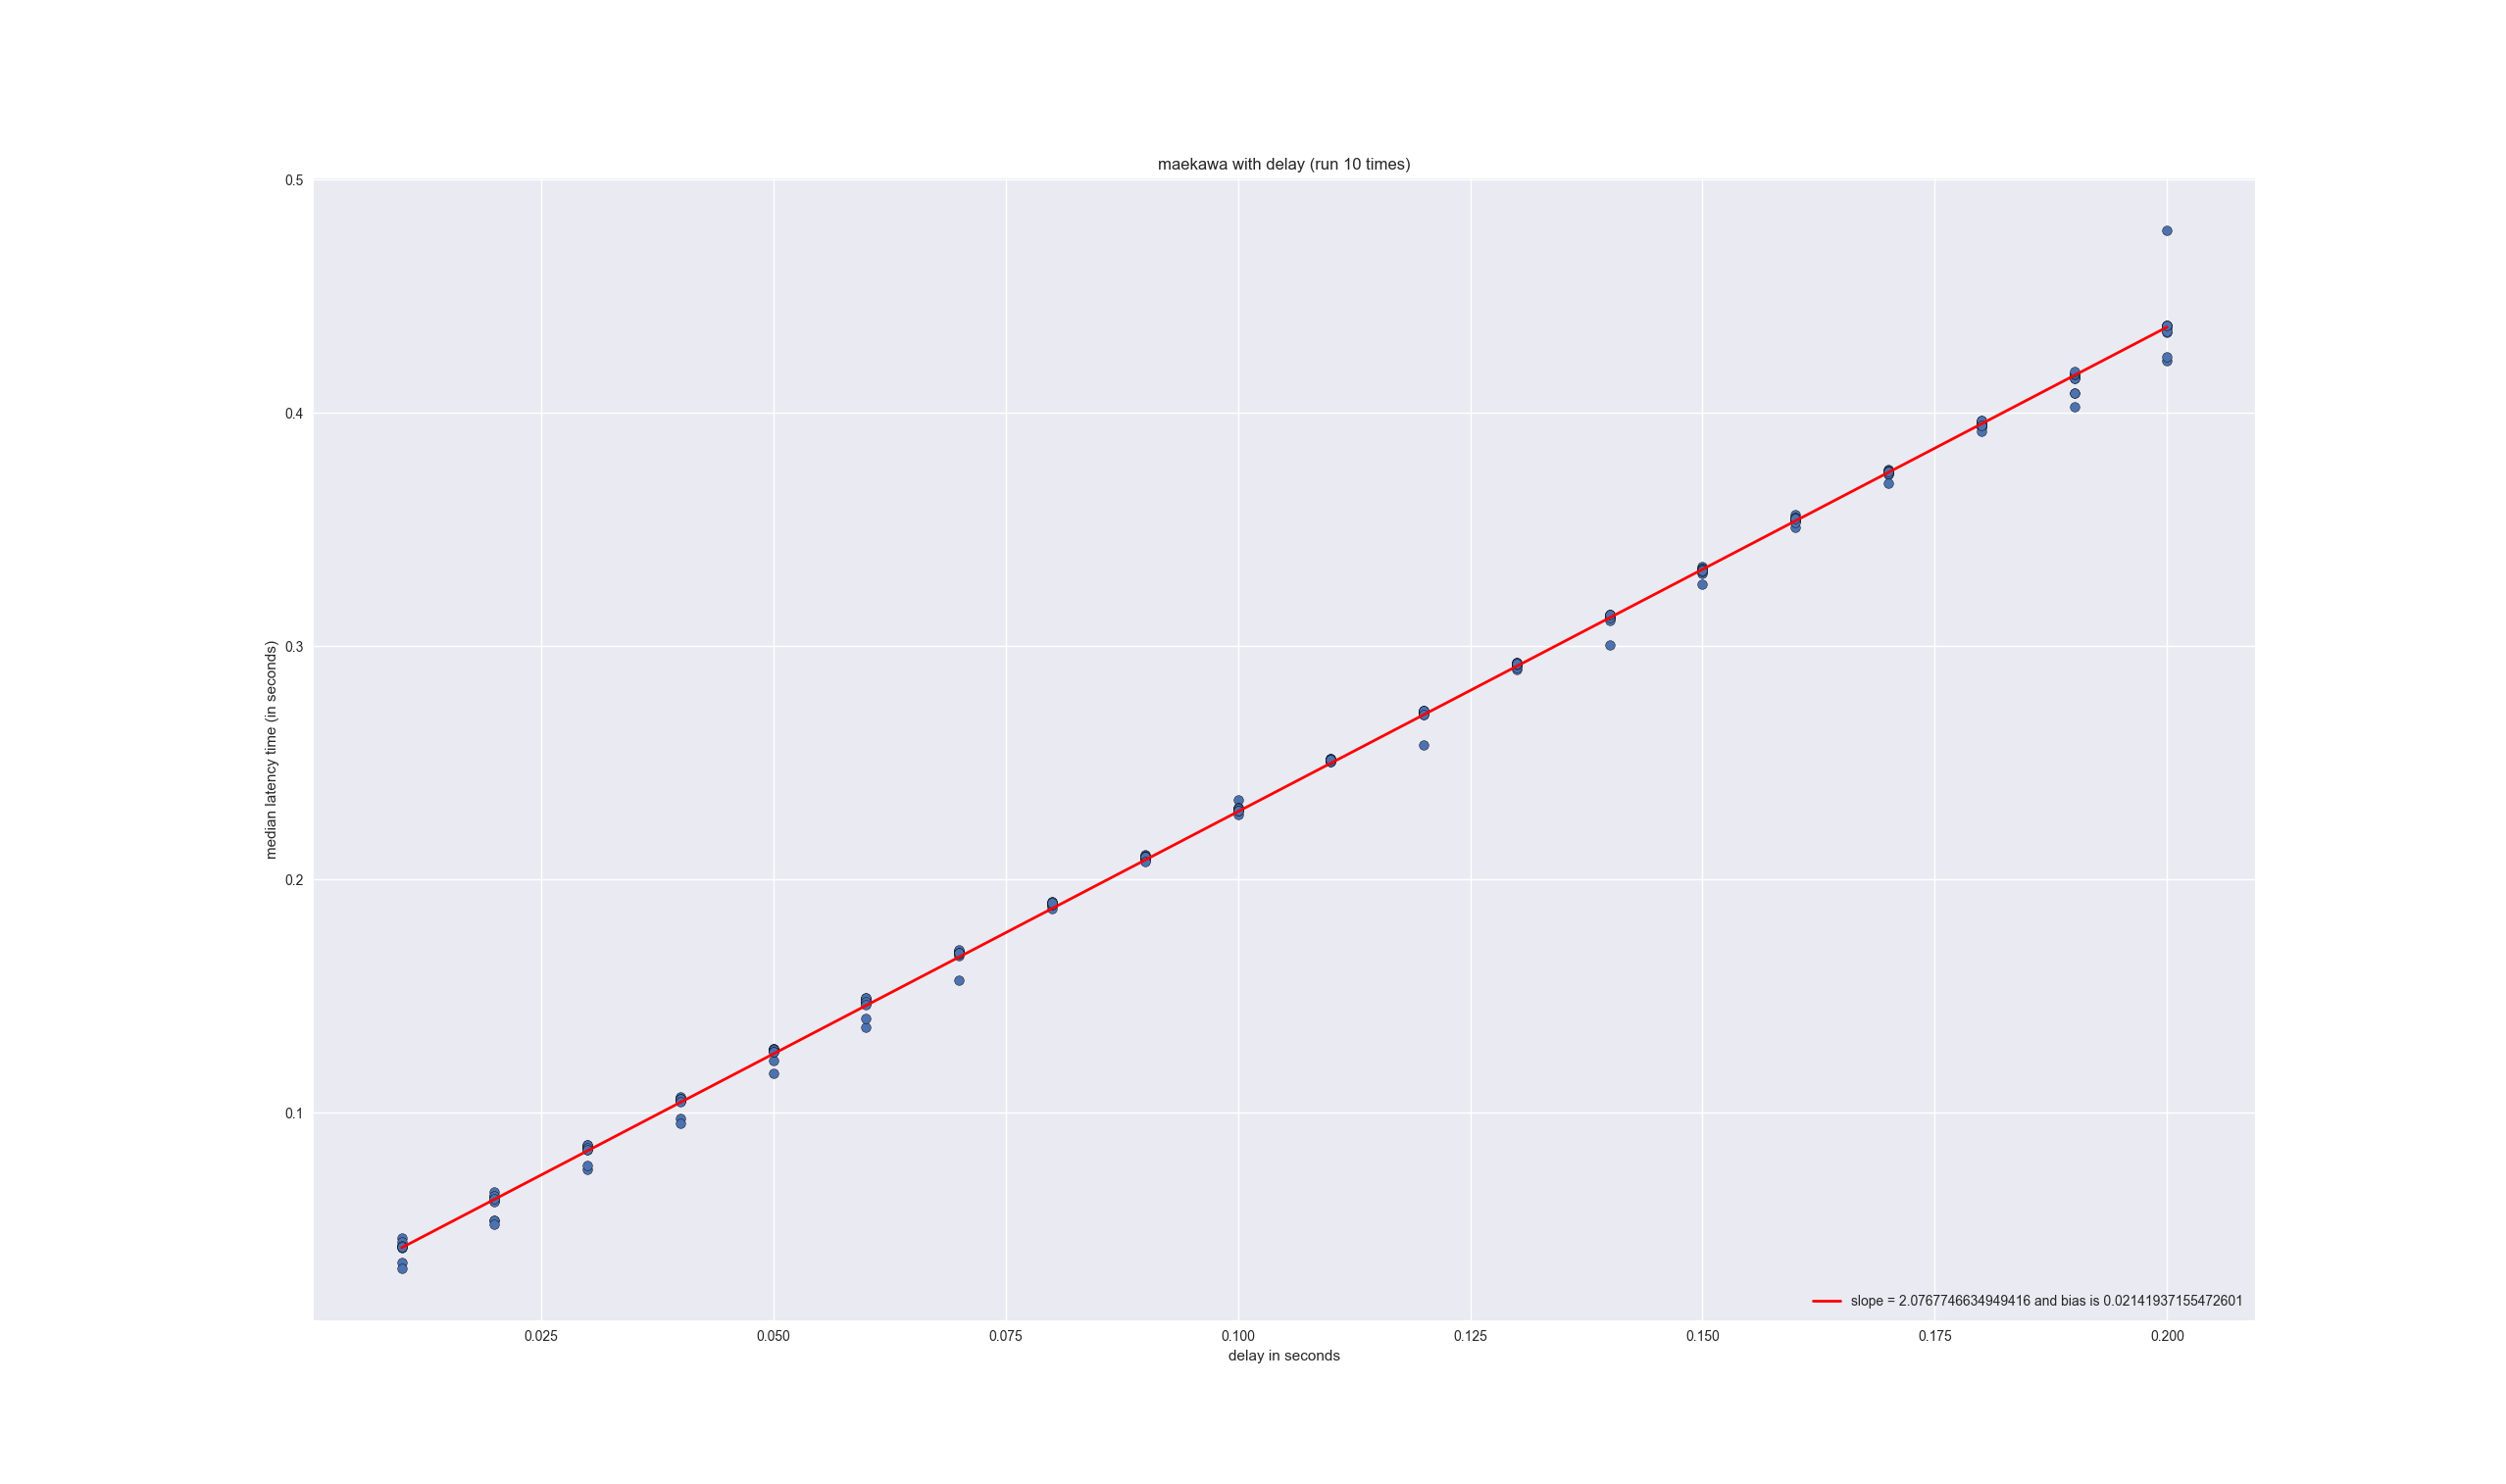 maekawa with delay (run 10 times)
0.5
0.4
0.3
0.2
0.1
median latency time (in seconds)
slope = 2.0767746634949416 and bias is 0.02141937155472601
0.025 0.050 0.075 0.100 0.125 0.150 0.175 0.200
delay in seconds